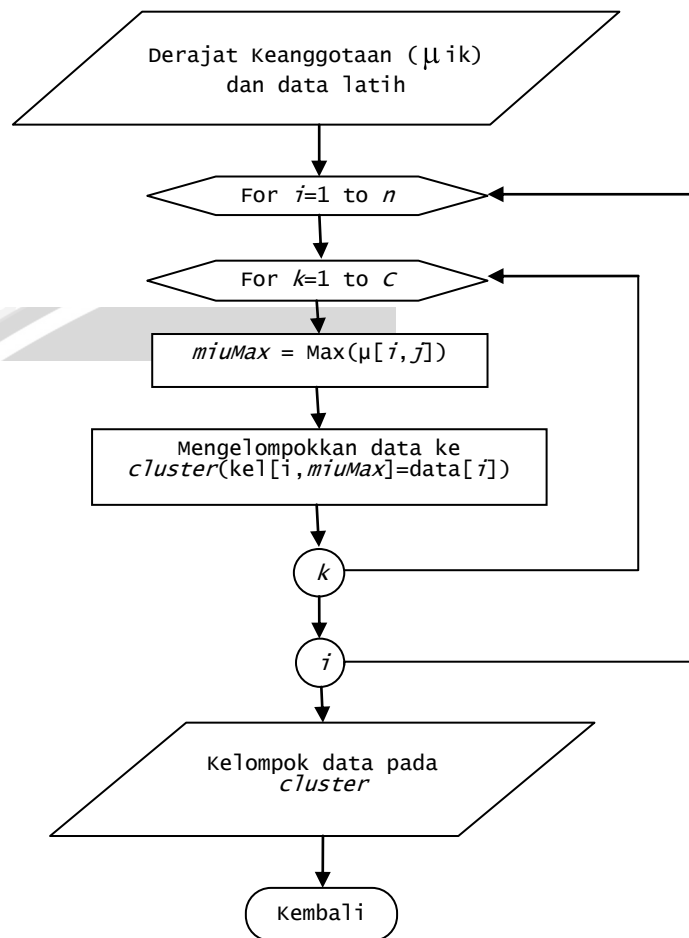 Derajat Keanggotaan (μik)
dan data latih
For i=1 to n
For k=1 to C
miuMax = Max(μ[i,j])
Mengelompokkan data ke
cluster(kel[i,miuMax]=data[i])
k
i
Kelompok data pada
cluster
Kembali